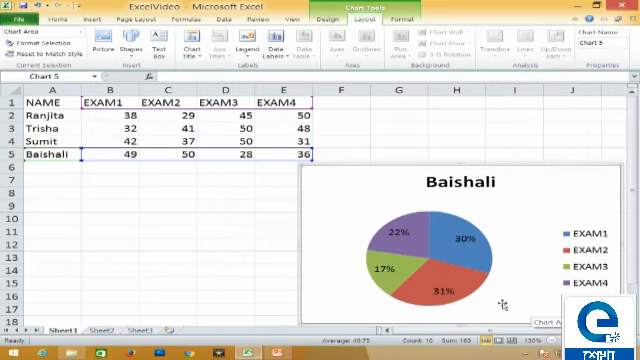 ExcelVideo - Microsoft Excel
Chart Tools
File Home Insert Page Layout Formulas Data Review View Design Layout Format
Chart Area
Format Selection
Reset to Match Style
Current Selection
Picture Shapes Text Box
Insert
Chart Title Axis Titles Legend Data Labels Data Table
Labels
Axes Gridlines
Axes
Plot Area Chart Wall Chart Floor 3-D Rotation
Background
Trendline Lines Up/Down Bars Error Bars
Analysis
Chart Name:
Chart 5
Properties
Chart 5 fx
A B C D E F G H I J
1 NAME EXAM1 EXAM2 EXAM3 EXAM4
2 Ranjita 38 29 45 50
3 Trisha 32 41 50 48
4 Sumit 42 37 50 31
5 Baishali 49 50 28 36
6
7
8
9
10
11
12
13
14
15
16
17
18
Baishali
30%
31%
17%
22%
EXAM1
EXAM2
EXAM3
EXAM4
Chart A
Sheet1 Sheet2 Sheet3
Ready Average: 40.75 Count: 10 Sum: 163 130%